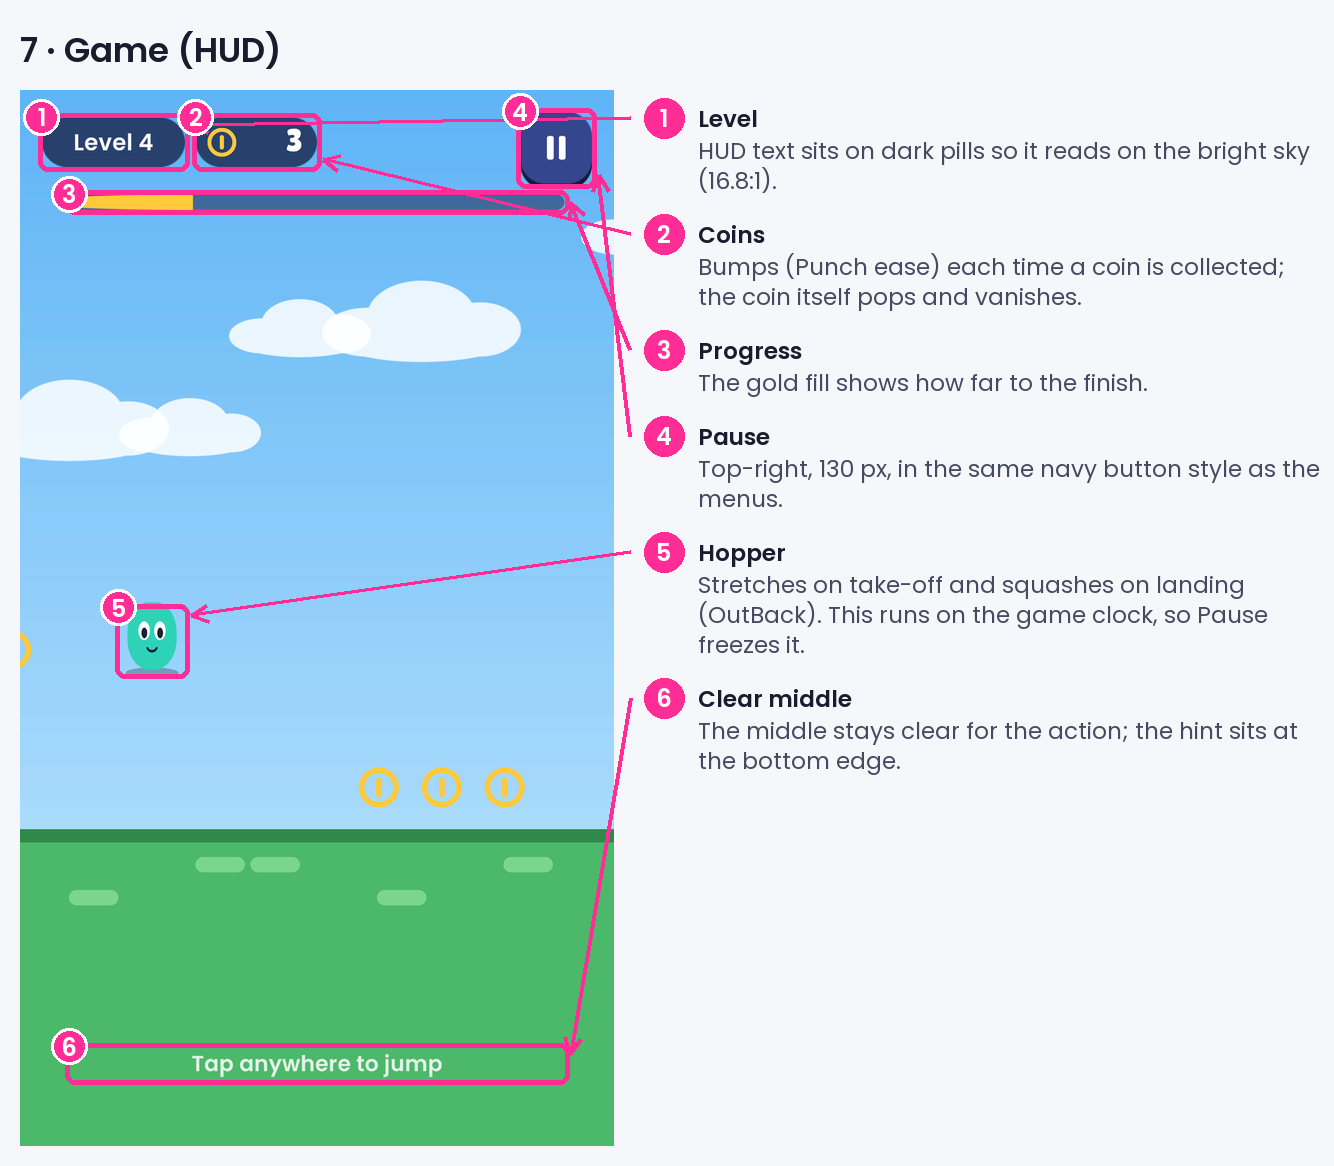 7 · Game (HUD)
1
Level 4
2
3
4
3
5
Tap anywhere to jump
6
1
Level
HUD text sits on dark pills so it reads on the bright sky
(16.8:1).
2
Coins
Bumps (Punch ease) each time a coin is collected;
the coin itself pops and vanishes.
3
Progress
The gold fill shows how far to the finish.
4
Pause
Top-right, 130 px, in the same navy button style as the
menus.
5
Hopper
Stretches on take-off and squashes on landing
(OutBack). This runs on the game clock, so Pause
freezes it.
6
Clear middle
The middle stays clear for the action; the hint sits at
the bottom edge.